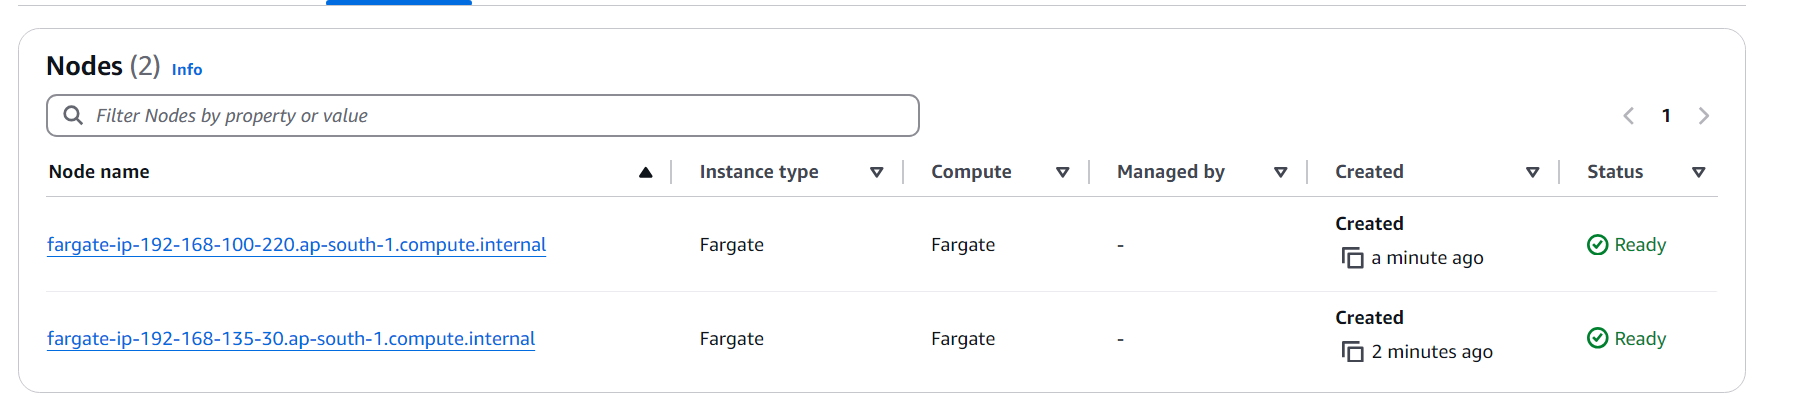 Nodes (2) Info
Filter Nodes by property or value
1
Node name Instance type Compute Managed by Created Status
fargate-ip-192-168-100-220.ap-south-1.compute.internal Fargate Fargate - Created a minute ago Ready
fargate-ip-192-168-135-30.ap-south-1.compute.internal Fargate Fargate - Created 2 minutes ago Ready